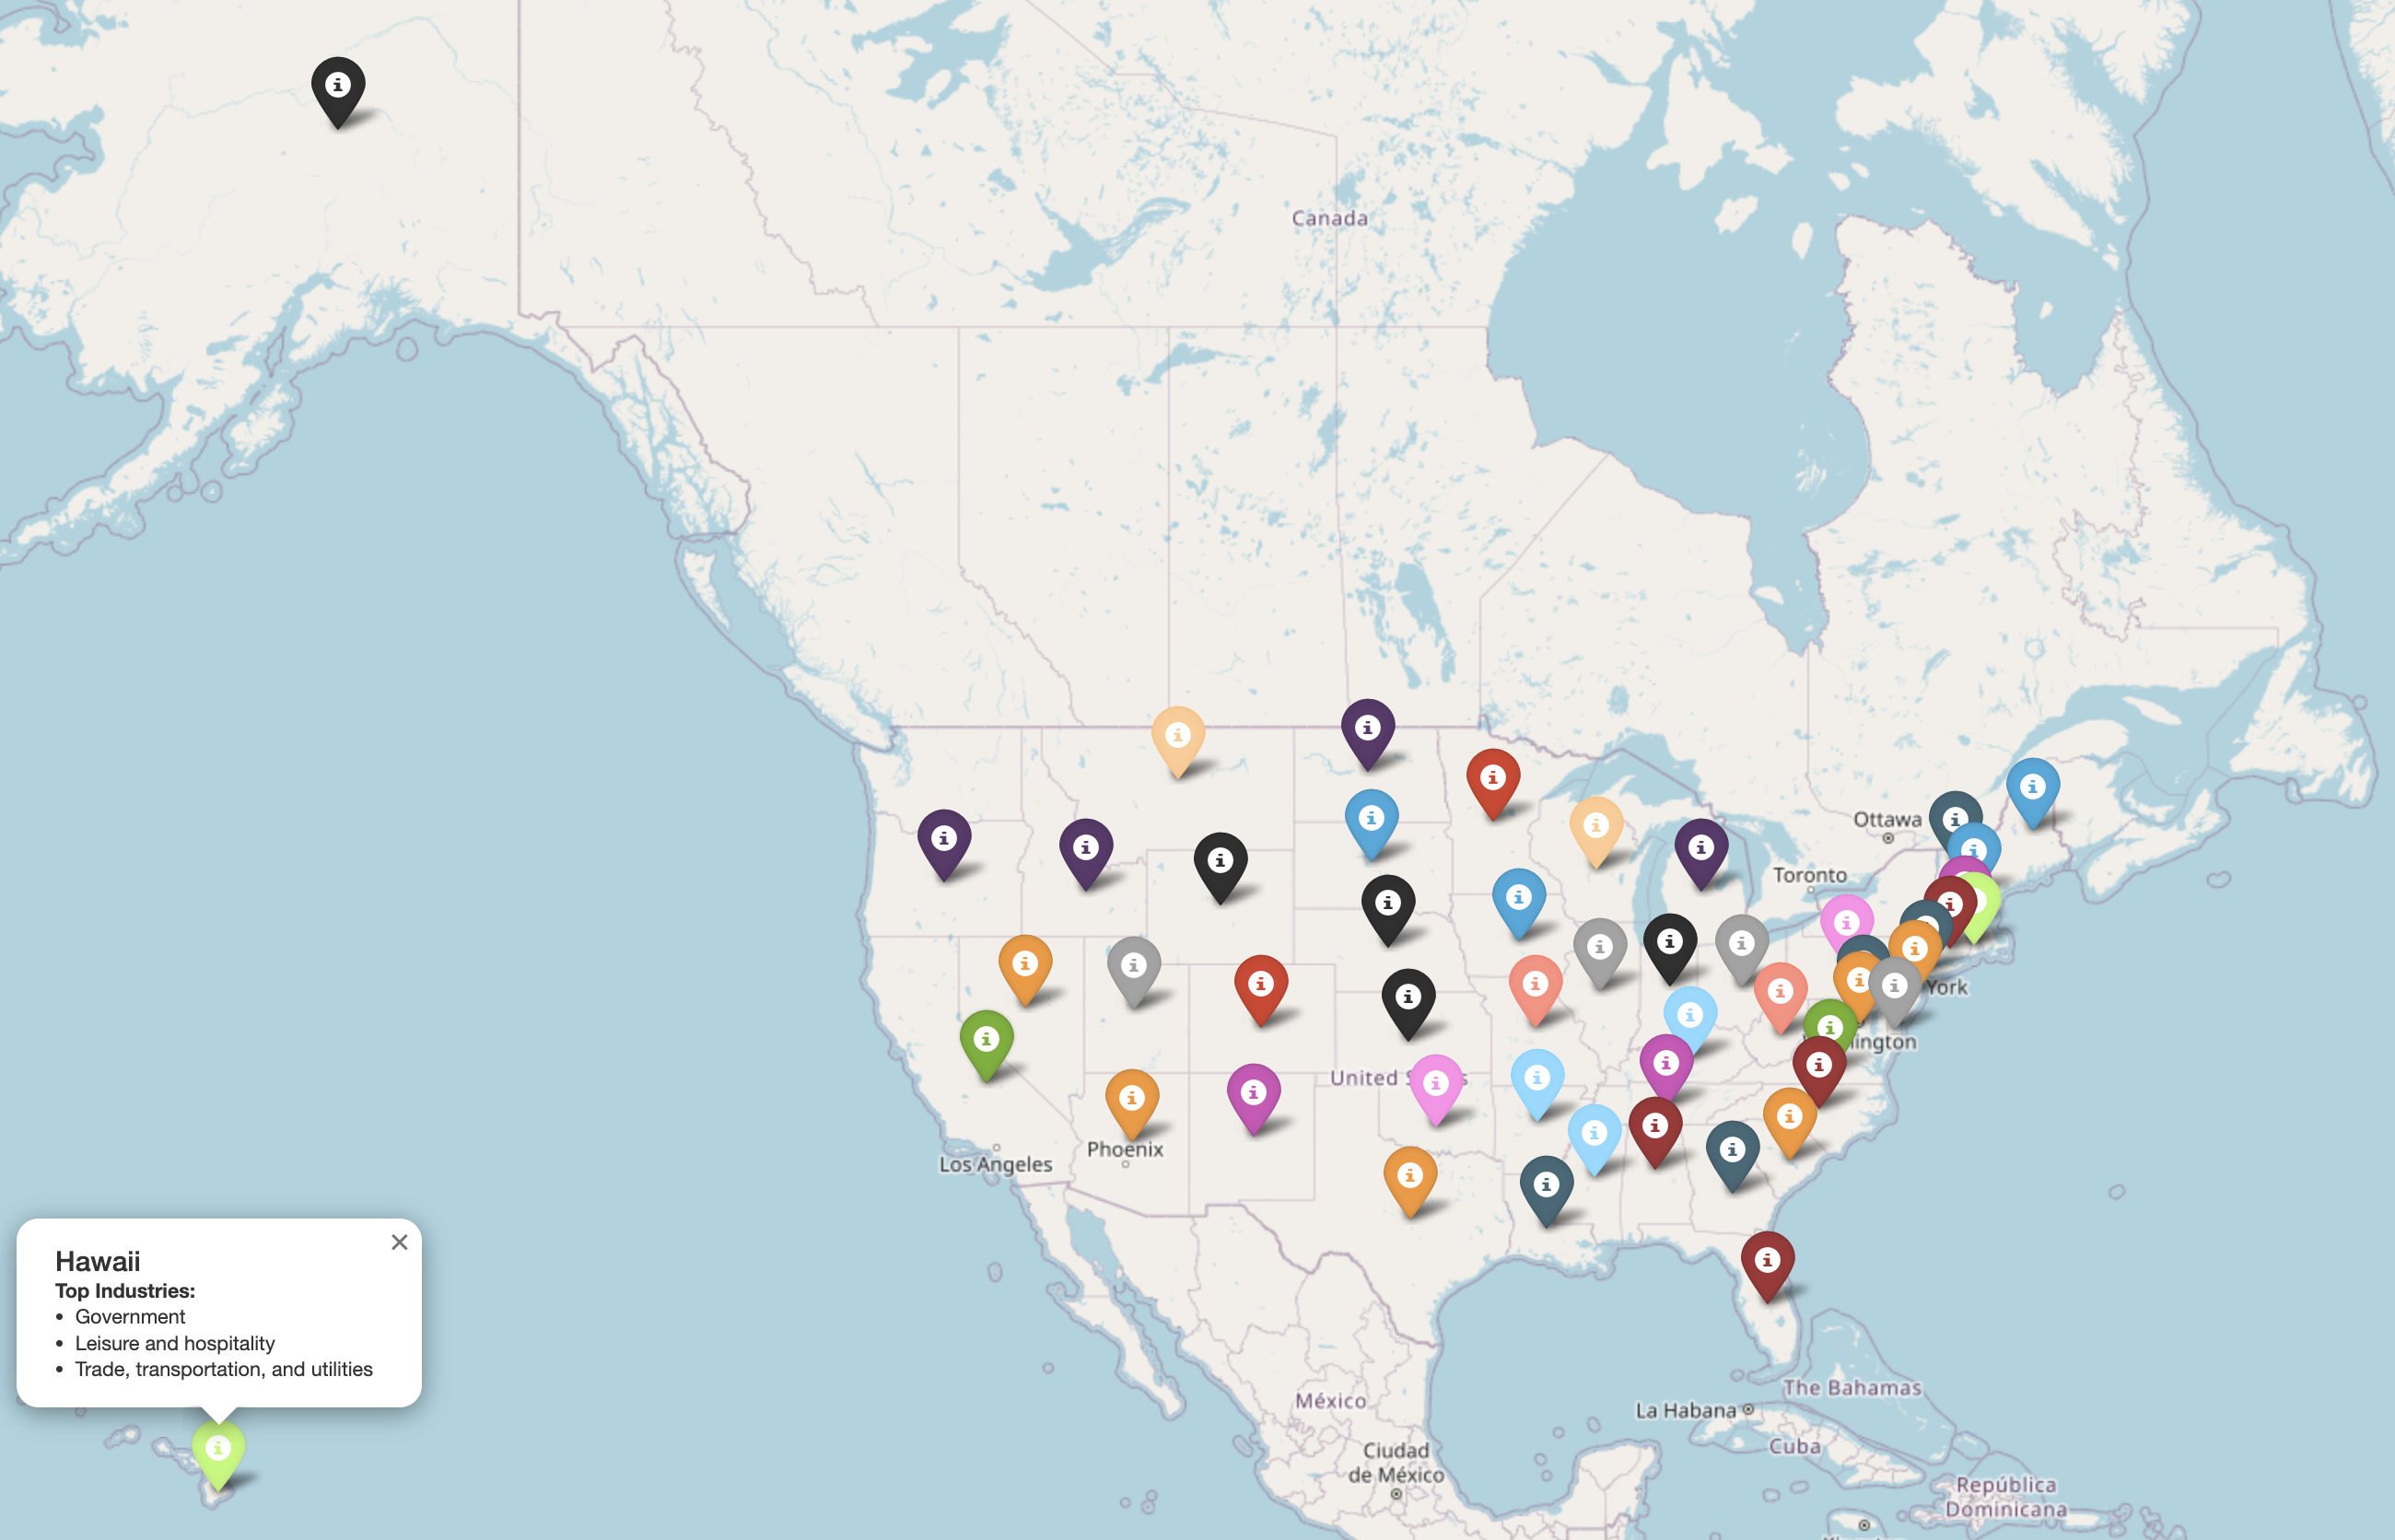 Canada
Ottawa
Toronto
York
United S
s
ington
Phoenix
Los Angeles
Hawaii
Top Industries:
• Government
• Leisure and hospitality
• Trade, transportation, and utilities
México
The Bahamas
La Habana
Cuba
Ciudad
de México
República
Dominicana